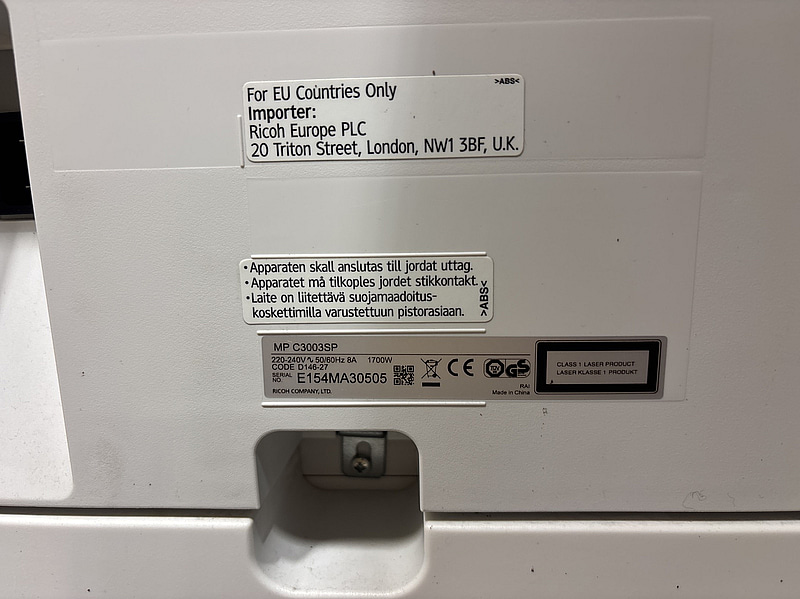 >ABS<
For EU Countries Only
Importer:
Ricoh Europe PLC
20 Triton Street, London, NW1 3BF, U.K.
•Apparaten skall anslutas till jordat uttag.
•Apparatet må tilkoples jordet stikkontakt.
•Laite on liitettävä suojamaadoitus-
koskettimilla varustettuun pistorasiaan.
>ABS<
MP C3003SP
220-240V∿ 50/60Hz 8A 1700W
CODE D146-27
SERIAL NO. E154MA30505
RICOH COMPANY, LTD.
CE
TÜV GS
RAI
Made in China
CLASS 1 LASER PRODUCT
LASER KLASSE 1 PRODUKT